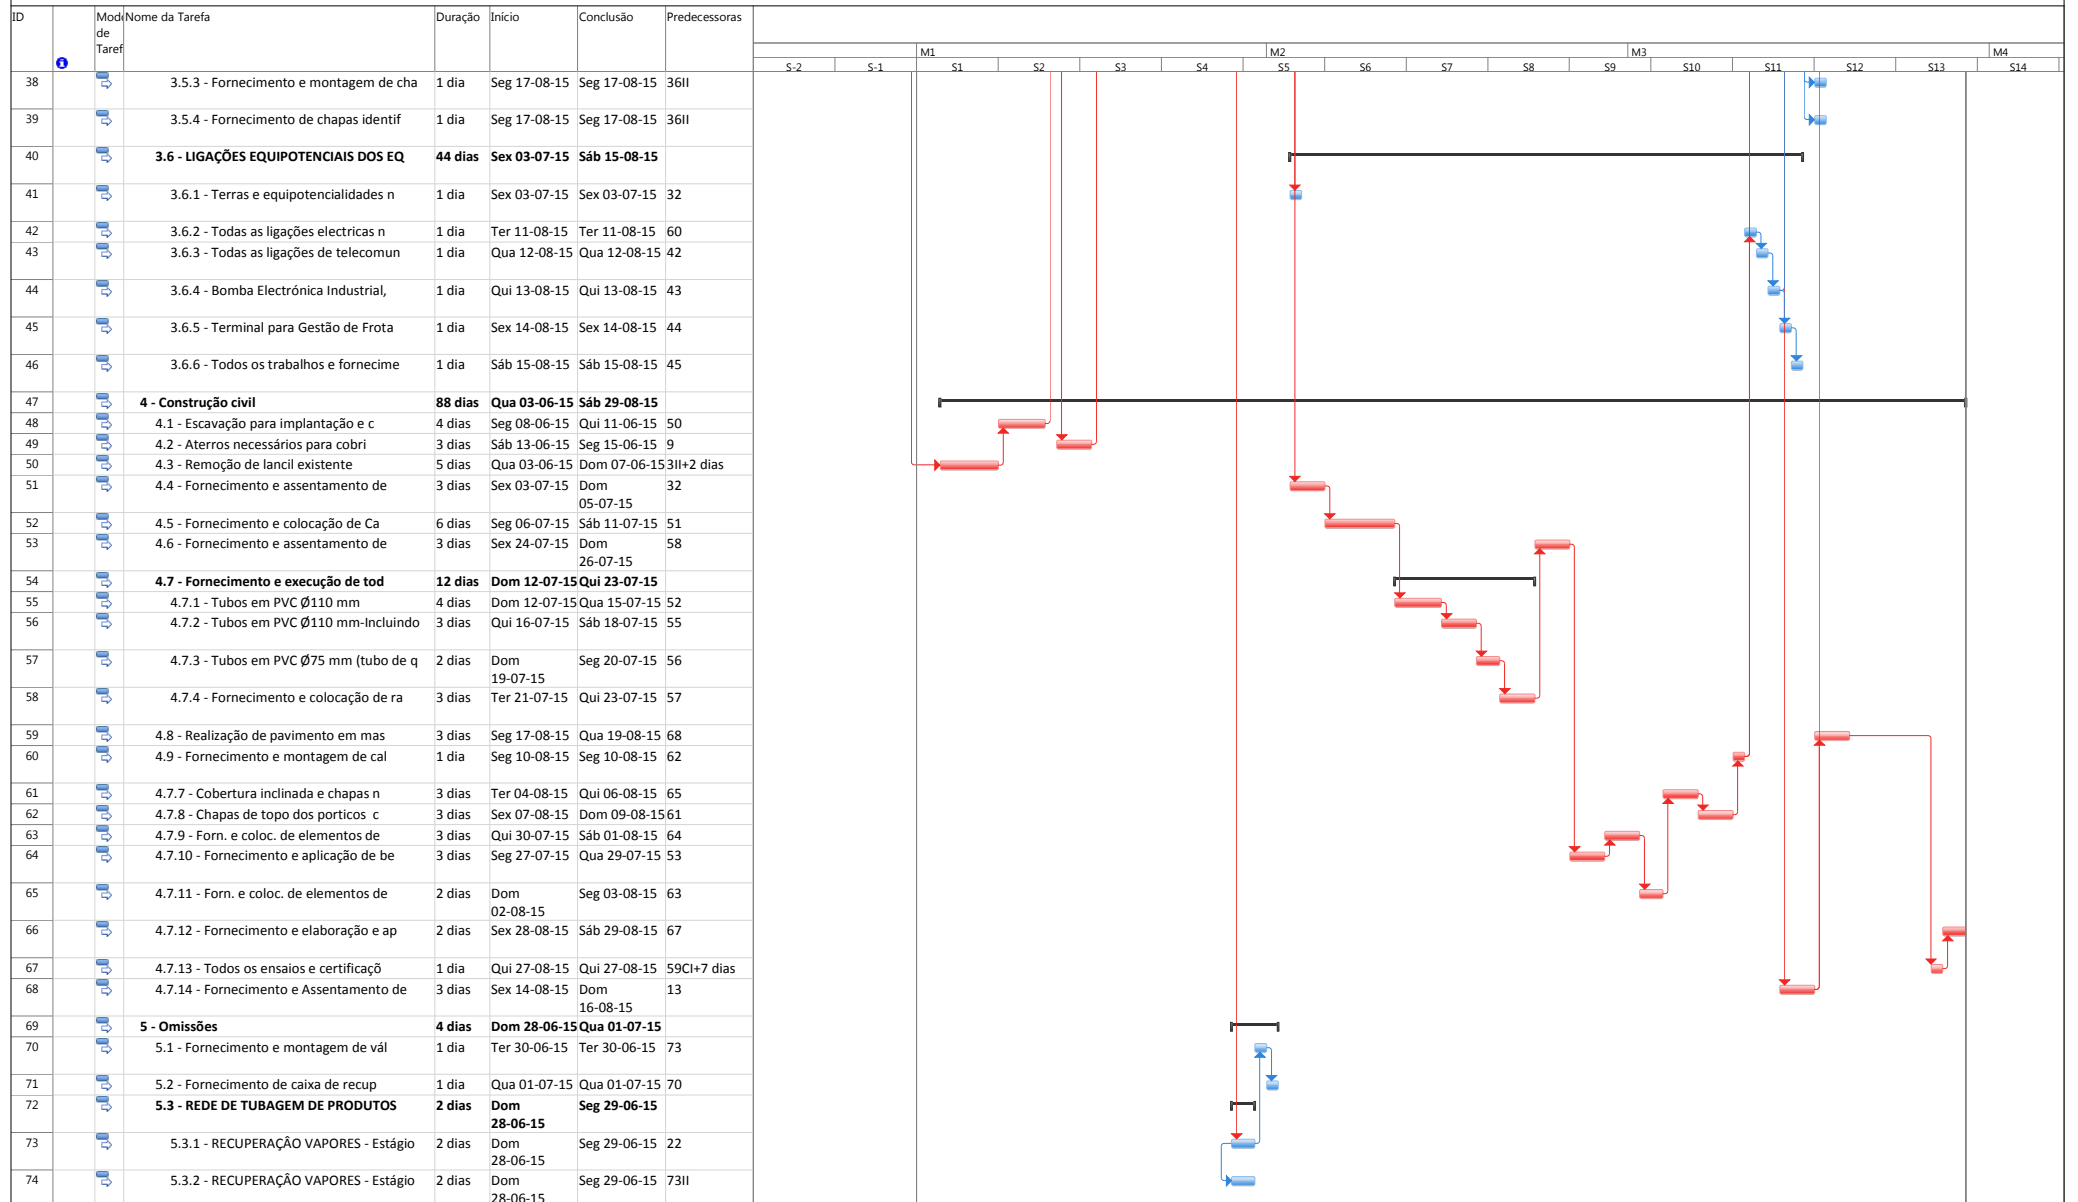 ID Modo de Taref Nome da Tarefa Duração Início Conclusão Predecessoras
M1 M2 M3 M4
S-2 S-1 S1 S2 S3 S4 S5 S6 S7 S8 S9 S10 S11 S12 S13 S14
38 3.5.3 - Fornecimento e montagem de cha 1 dia Seg 17-08-15 Seg 17-08-15 36II
39 3.5.4 - Fornecimento de chapas identif 1 dia Seg 17-08-15 Seg 17-08-15 36II
40 3.6 - LIGAÇÕES EQUIPOTENCIAIS DOS EQ 44 dias Sex 03-07-15 Sáb 15-08-15
41 3.6.1 - Terras e equipotencialidades n 1 dia Sex 03-07-15 Sex 03-07-15 32
42 3.6.2 - Todas as ligações electricas n 1 dia Ter 11-08-15 Ter 11-08-15 60
43 3.6.3 - Todas as ligações de telecomun 1 dia Qua 12-08-15 Qua 12-08-15 42
44 3.6.4 - Bomba Electrónica Industrial, 1 dia Qui 13-08-15 Qui 13-08-15 43
45 3.6.5 - Terminal para Gestão de Frota 1 dia Sex 14-08-15 Sex 14-08-15 44
46 3.6.6 - Todos os trabalhos e fornecime 1 dia Sáb 15-08-15 Sáb 15-08-15 45
47 4 - Construção civil 88 dias Qua 03-06-15 Sáb 29-08-15
48 4.1 - Escavação para implantação e c 4 dias Seg 08-06-15 Qui 11-06-15 50
49 4.2 - Aterros necessários para cobri 3 dias Sáb 13-06-15 Seg 15-06-15 9
50 4.3 - Remoção de lancil existente 5 dias Qua 03-06-15 Dom 07-06-15 3II+2 dias
51 4.4 - Fornecimento e assentamento de 3 dias Sex 03-07-15 Dom 05-07-15 32
52 4.5 - Fornecimento e colocação de Ca 6 dias Seg 06-07-15 Sáb 11-07-15 51
53 4.6 - Fornecimento e assentamento de 3 dias Sex 24-07-15 Dom 26-07-15 58
54 4.7 - Fornecimento e execução de tod 12 dias Dom 12-07-15 Qui 23-07-15
55 4.7.1 - Tubos em PVC Ø110 mm 4 dias Dom 12-07-15 Qua 15-07-15 52
56 4.7.2 - Tubos em PVC Ø110 mm-Incluindo 3 dias Qui 16-07-15 Sáb 18-07-15 55
57 4.7.3 - Tubos em PVC Ø75 mm (tubo de q 2 dias Dom 19-07-15 Seg 20-07-15 56
58 4.7.4 - Fornecimento e colocação de ra 3 dias Ter 21-07-15 Qui 23-07-15 57
59 4.8 - Realização de pavimento em mas 3 dias Seg 17-08-15 Qua 19-08-15 68
60 4.9 - Fornecimento e montagem de cal 1 dia Seg 10-08-15 Seg 10-08-15 62
61 4.7.7 - Cobertura inclinada e chapas n 3 dias Ter 04-08-15 Qui 06-08-15 65
62 4.7.8 - Chapas de topo dos porticos c 3 dias Sex 07-08-15 Dom 09-08-15 61
63 4.7.9 - Forn. e coloc. de elementos de 3 dias Qui 30-07-15 Sáb 01-08-15 64
64 4.7.10 - Fornecimento e aplicação de be 3 dias Seg 27-07-15 Qua 29-07-15 53
65 4.7.11 - Forn. e coloc. de elementos de 2 dias Dom 02-08-15 Seg 03-08-15 63
66 4.7.12 - Fornecimento e elaboração e ap 2 dias Sex 28-08-15 Sáb 29-08-15 67
67 4.7.13 - Todos os ensaios e certificaçõ 1 dia Qui 27-08-15 Qui 27-08-15 59CI+7 dias
68 4.7.14 - Fornecimento e Assentamento de 3 dias Sex 14-08-15 Dom 16-08-15 13
69 5 - Omissões 4 dias Dom 28-06-15 Qua 01-07-15
70 5.1 - Fornecimento e montagem de vál 1 dia Ter 30-06-15 Ter 30-06-15 73
71 5.2 - Fornecimento de caixa de recup 1 dia Qua 01-07-15 Qua 01-07-15 70
72 5.3 - REDE DE TUBAGEM DE PRODUTOS 2 dias Dom 28-06-15 Seg 29-06-15
73 5.3.1 - RECUPERAÇÂO VAPORES - Estágio 2 dias Dom 28-06-15 Seg 29-06-15 22
74 5.3.2 - RECUPERAÇÂO VAPORES - Estágio 2 dias Dom 28-06-15 Seg 29-06-15 73II